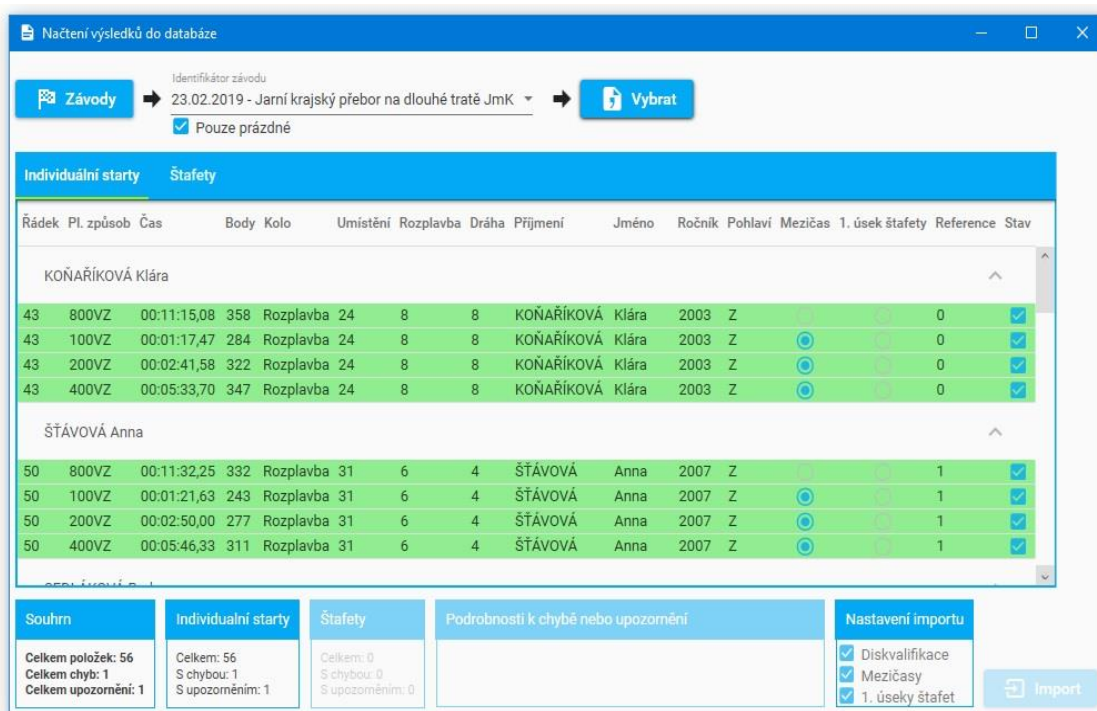 Načtení výsledků do databáze
Identifikátor závodu
Závody 23.02.2019 - Jarní krajský přebor na dlouhé tratě JmK Vybrat
Pouze prázdné
Individuální starty Štafety
Řádek Pl. způsob Čas Body Kolo Umístění Rozplavba Dráha Příjmení Jméno Ročník Pohlaví Mezičas 1. úsek štafety Reference Stav
KOŇAŘÍKOVÁ Klára
43 800VZ 00:11:15,08 358 Rozplavba 24 8 8 KOŇAŘÍKOVÁ Klára 2003 Z 0
43 100VZ 00:01:17,47 284 Rozplavba 24 8 8 KOŇAŘÍKOVÁ Klára 2003 Z 0
43 200VZ 00:02:41,58 322 Rozplavba 24 8 8 KOŇAŘÍKOVÁ Klára 2003 Z 0
43 400VZ 00:05:33,70 347 Rozplavba 24 8 8 KOŇAŘÍKOVÁ Klára 2003 Z 0
ŠŤÁVOVÁ Anna
50 800VZ 00:11:32,25 332 Rozplavba 31 6 4 ŠŤÁVOVÁ Anna 2007 Z 1
50 100VZ 00:01:21,63 243 Rozplavba 31 6 4 ŠŤÁVOVÁ Anna 2007 Z 1
50 200VZ 00:02:50,00 277 Rozplavba 31 6 4 ŠŤÁVOVÁ Anna 2007 Z 1
50 400VZ 00:05:46,33 311 Rozplavba 31 6 4 ŠŤÁVOVÁ Anna 2007 Z 1
Souhrn
Celkem položek: 56
Celkem chyb: 1
Celkem upozornění: 1
Individualní starty
Celkem: 56
S chybou: 1
S upozorněním: 1
Štafety
Celkem: 0
S chybou: 0
S upozorněním: 0
Podrobnosti k chybě nebo upozornění
Nastavení importu
Diskvalifikace
Mezičasy
1. úseky štafet
Import